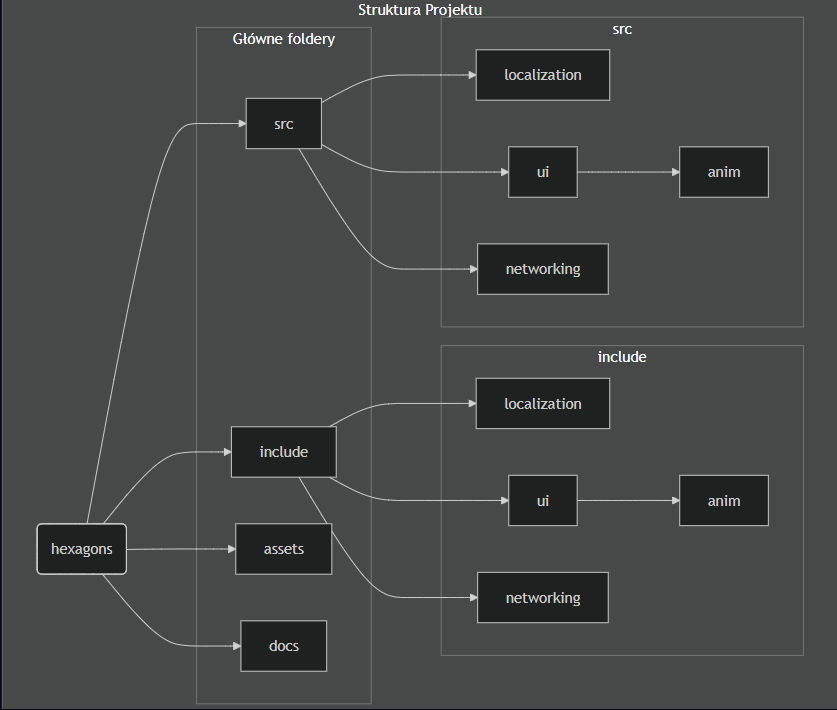 Struktura Projektu
Główne foldery
src
localization
src
ui
anim
networking
include
localization
include
ui
anim
hexagons
assets
networking
docs